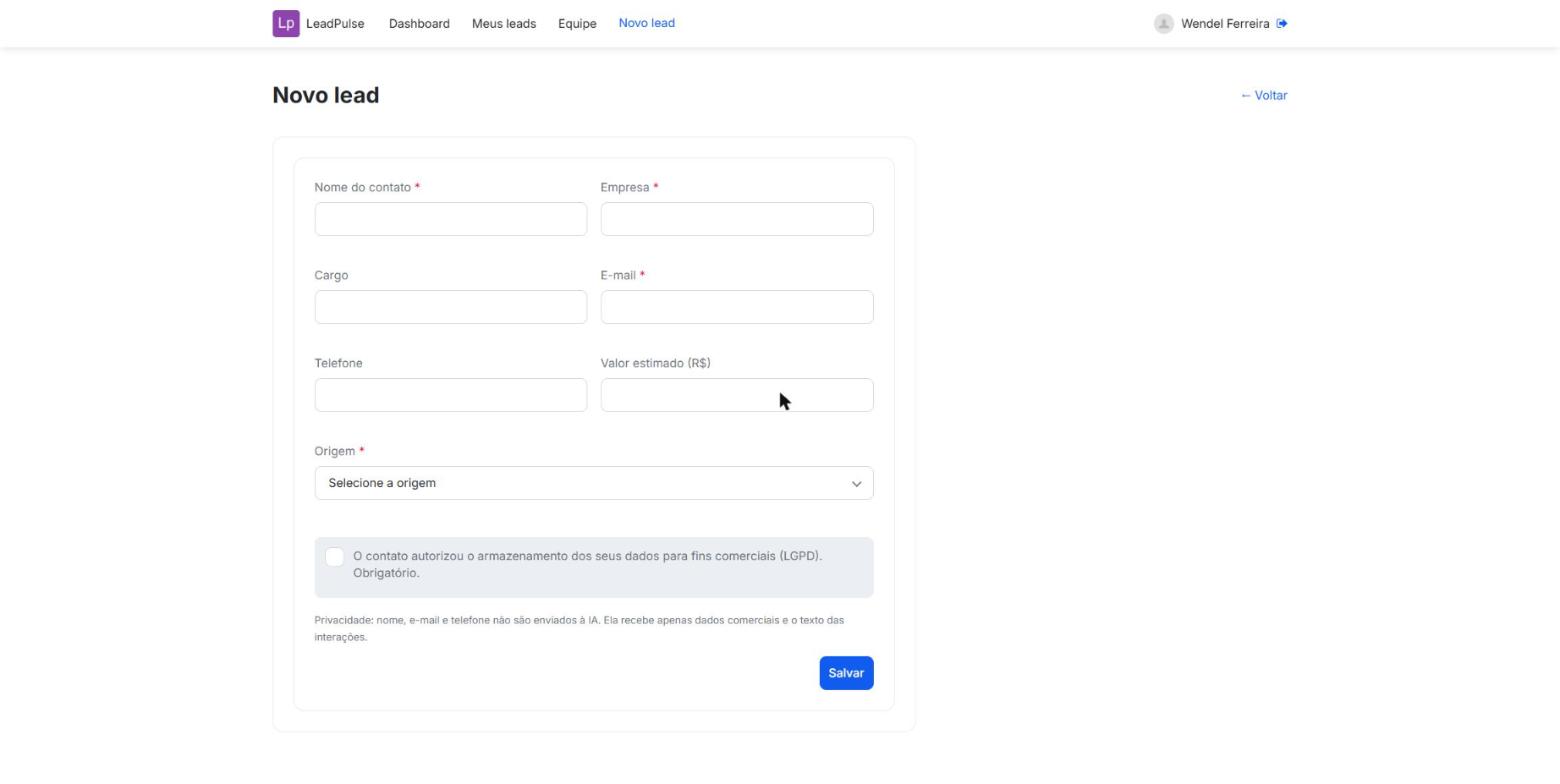 Lp LeadPulse Dashboard Meus leads Equipe Novo lead Wendel Ferreira
Novo lead ← Voltar
Nome do contato * Empresa *
Cargo E-mail *
Telefone Valor estimado (R$)
Origem *
Selecione a origem
O contato autorizou o armazenamento dos seus dados para fins comerciais (LGPD).
Obrigatório.
Privacidade: nome, e-mail e telefone não são enviados à IA. Ela recebe apenas dados comerciais e o texto das
interações.
Salvar